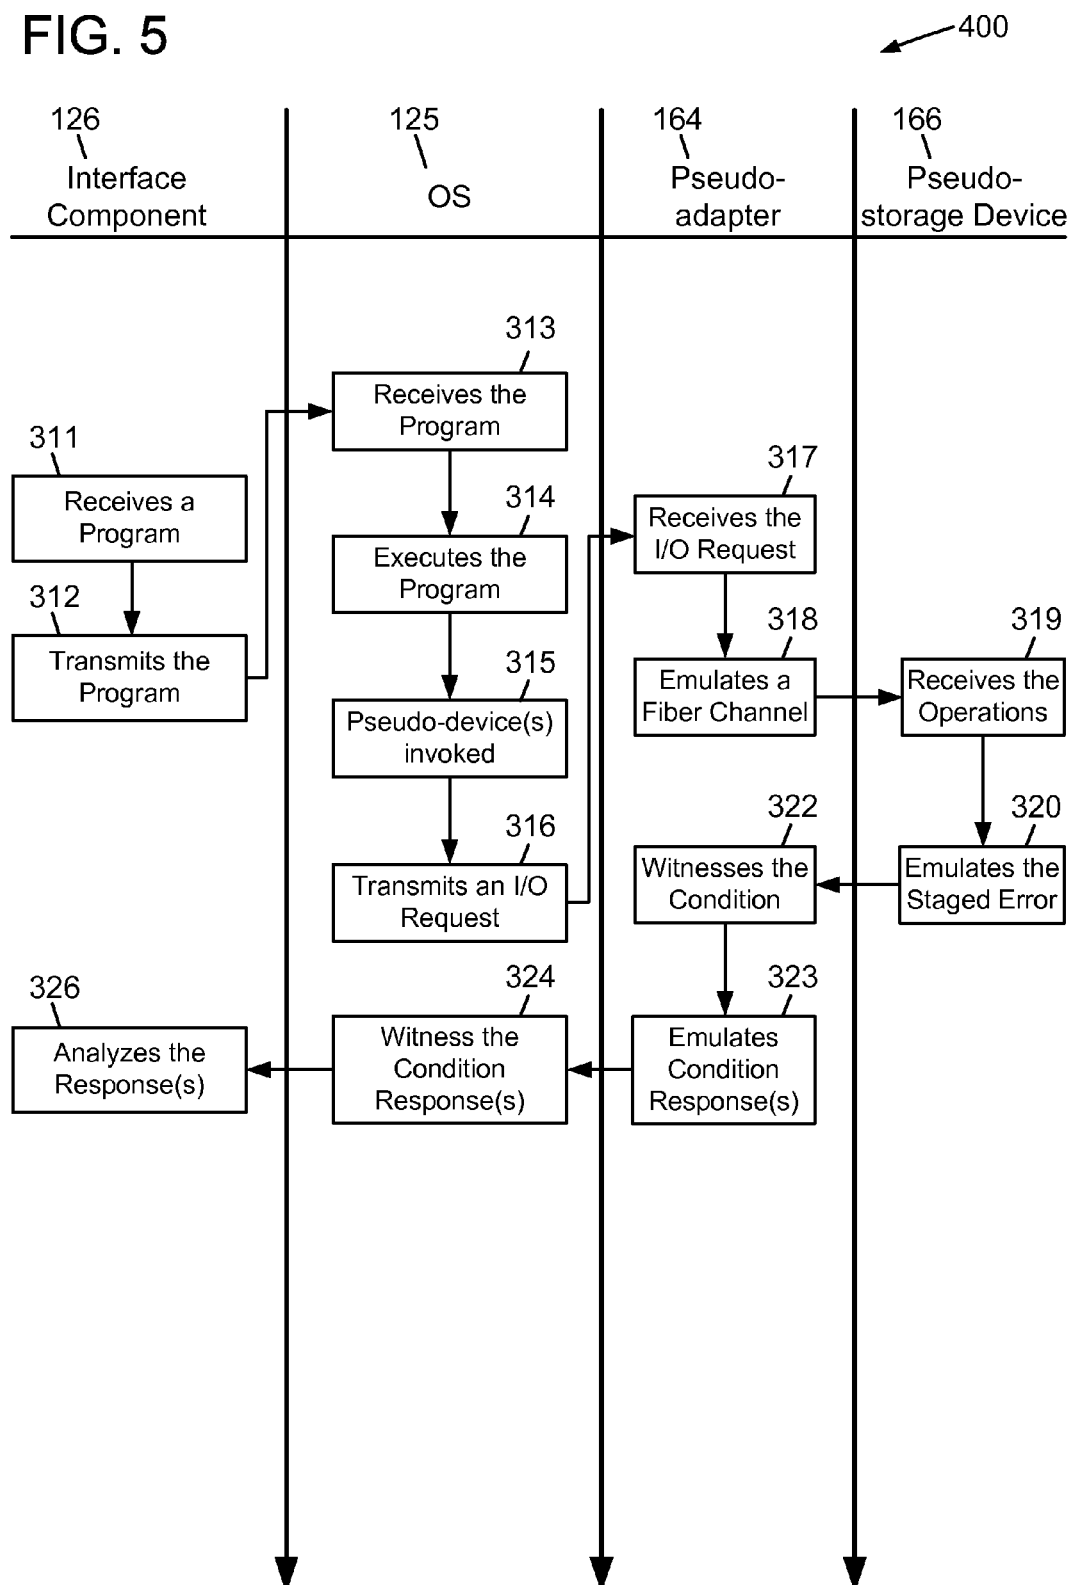 FIG. 5
400
126
Interface
Component
125
OS
164
Pseudo-
adapter
166
Pseudo-
storage Device
313
Receives the
Program
311
Receives a
Program
317
Receives the
I/O Request
314
Executes the
Program
312
Transmits the
Program
318
Emulates a
Fiber Channel
319
Receives the
Operations
315
Pseudo-device(s)
invoked
322
Witnesses the
Condition
320
Emulates the
Staged Error
316
Transmits an I/O
Request
326
Analyzes the
Response(s)
324
Witness the
Condition
Response(s)
323
Emulates
Condition
Response(s)